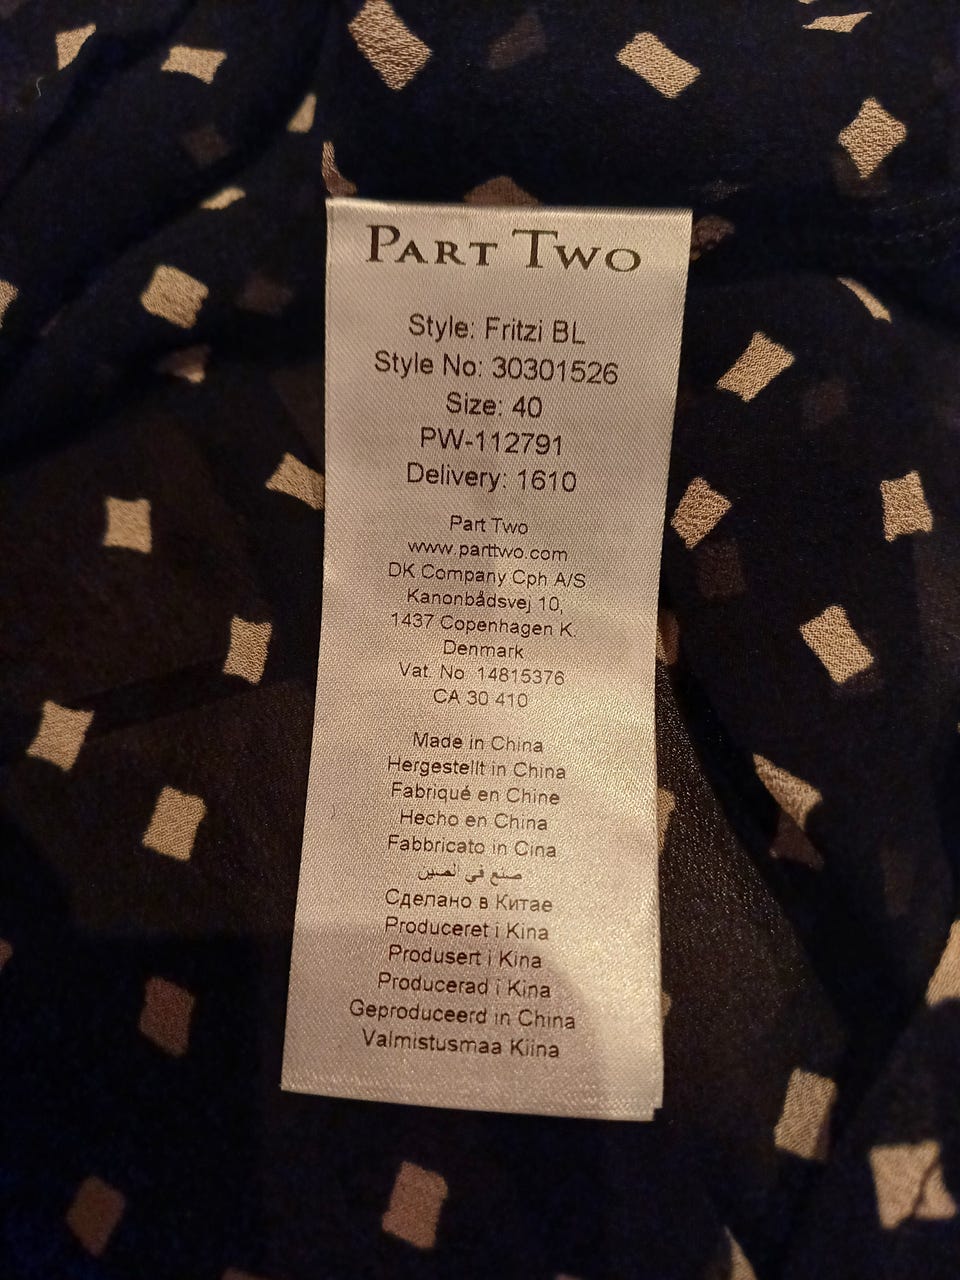 PART TWO
Style: Fritzi BL
Style No: 30301526
Size: 40
PW-112791
Delivery: 1610
Part Two
www.parttwo.com
DK Company Cph A/S
Kanonbådsvej 10,
1437 Copenhagen K.
Denmark
Vat. No 14815376
CA 30 410
Made in China
Hergestellt in China
Fabriqué en Chine
Hecho en China
Fabbricato in Cina
صنع في الصين
Сделано в Китае
Produceret i Kina
Produsert i Kina
Producerad i Kina
Geproduceerd in China
Valmistusmaa Kiina